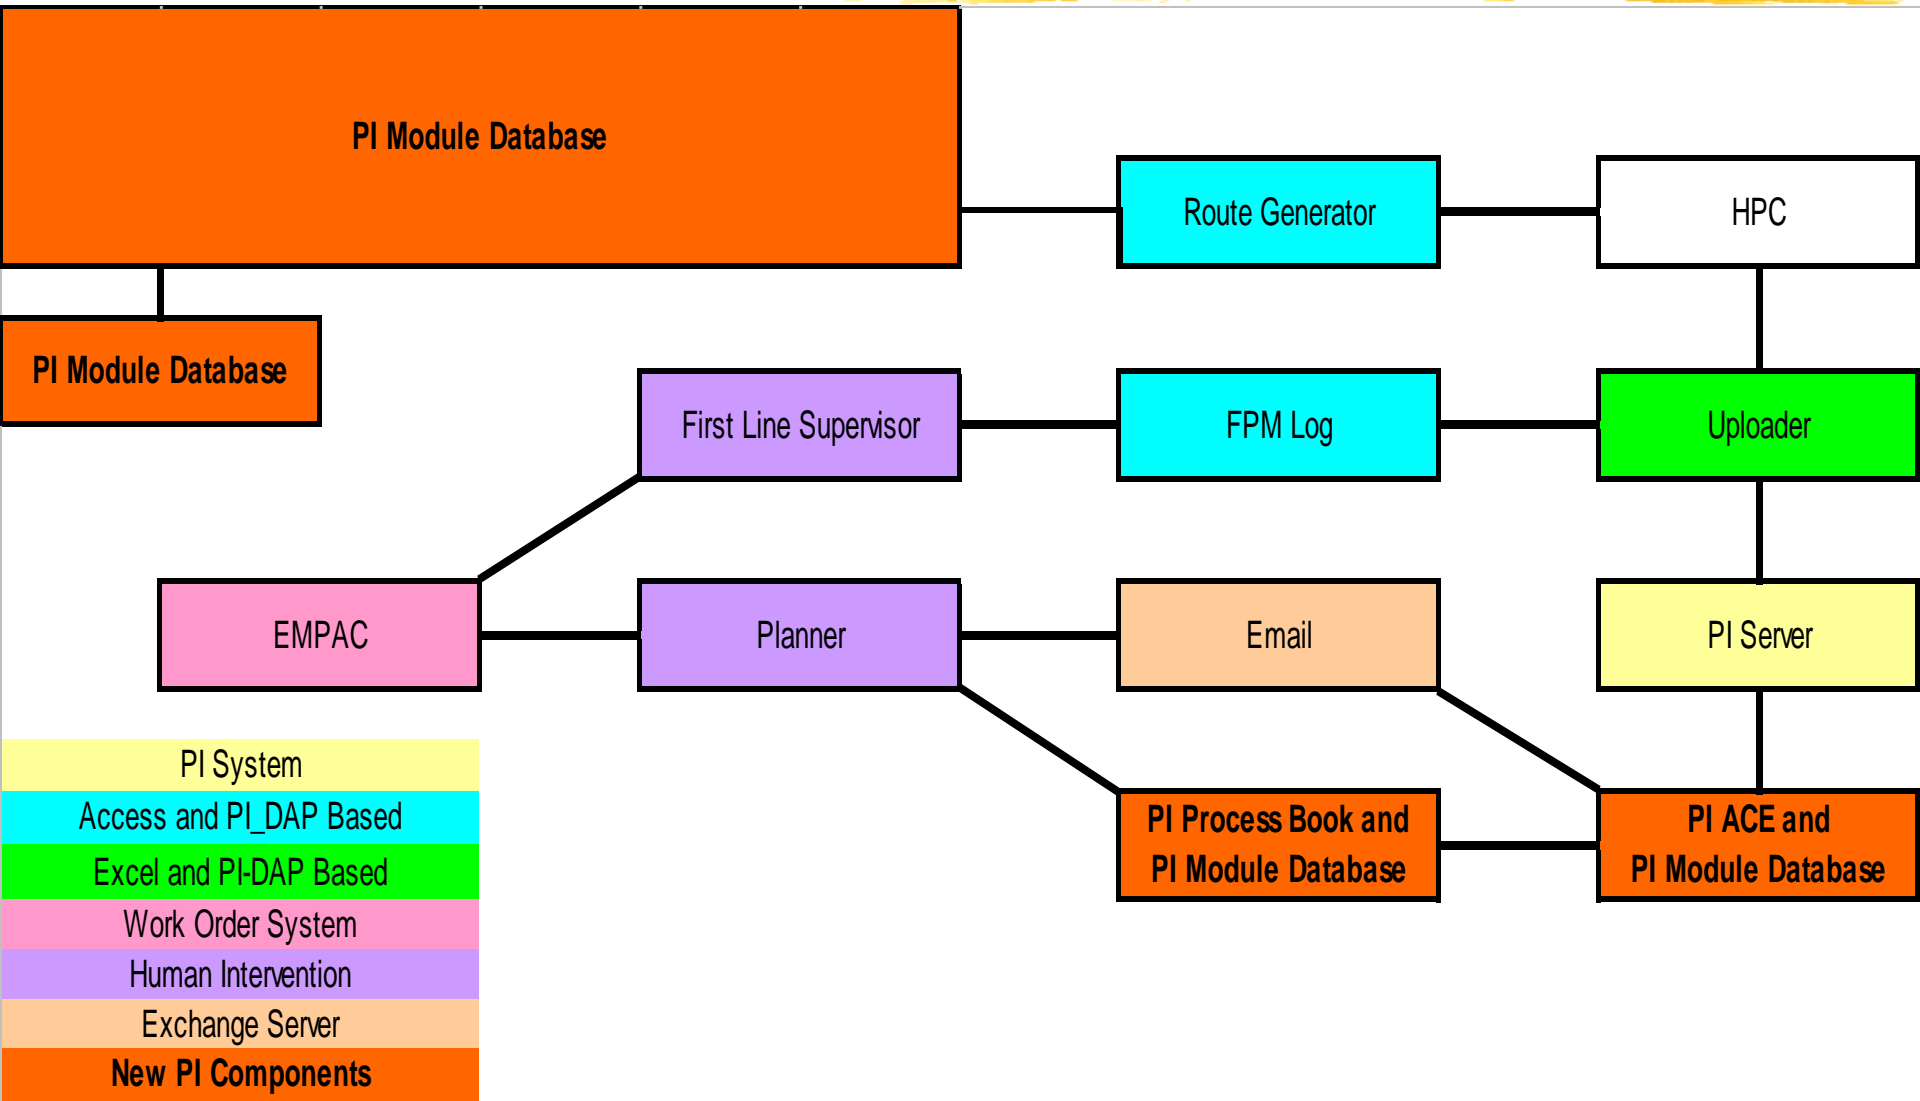 PI Module Database
Route Generator
HPC
PI Module Database
First Line Supervisor
FPM Log
Uploader
EMPAC
Planner
Email
PI Server
PI Process Book and
PI Module Database
PI ACE and
PI Module Database
PI System
Access and PI_DAP Based
Excel and PI-DAP Based
Work Order System
Human Intervention
Exchange Server
New PI Components